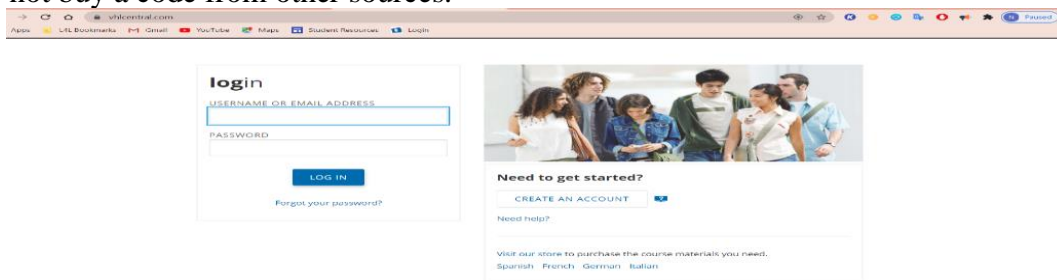 not buy a code from other sources.
vhlcentral.com
Paused
Apps UFL Bookmarks Gmail YouTube Maps Student Resources Login
login
USERNAME OR EMAIL ADDRESS
PASSWORD
LOG IN
Forgot your password?
Need to get started?
CREATE AN ACCOUNT
Need help?
Visit our store to purchase the course materials you need.
Spanish French German Italian